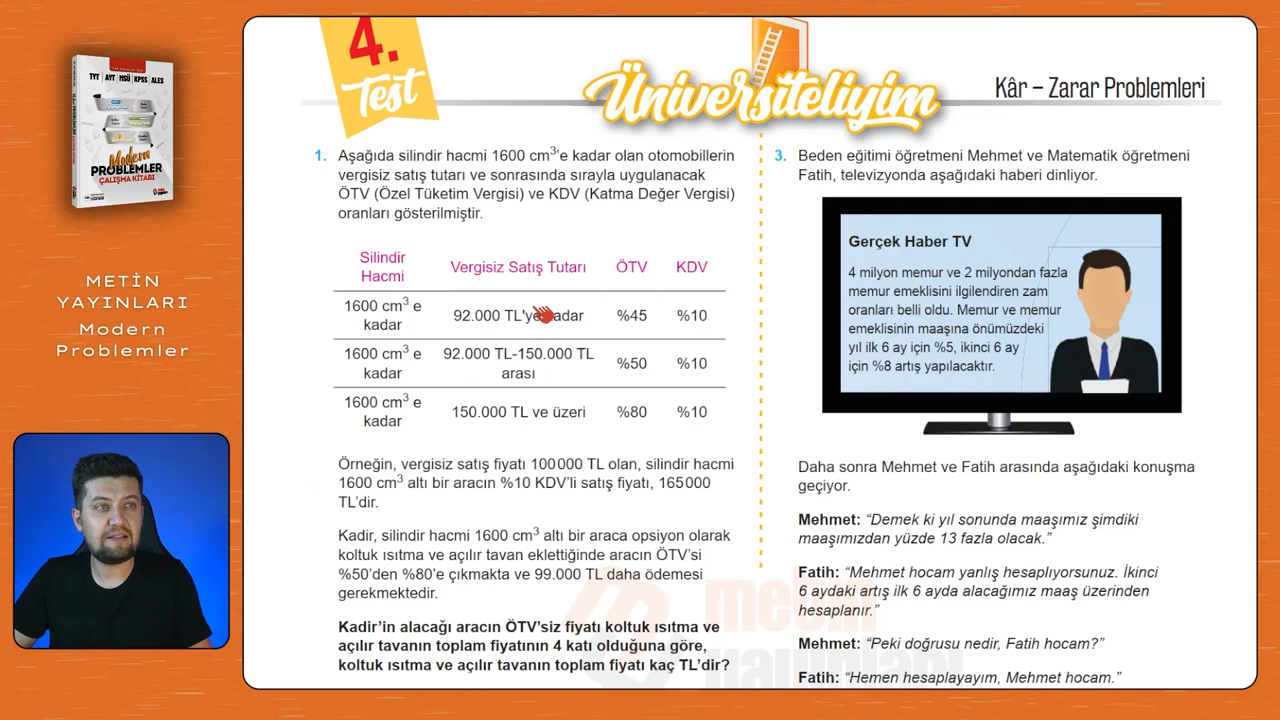 TYT | AYT | MSÜ | KPSS | ALES
Modern
PROBLEMLER
ÇALIŞMA KİTABI
METİN
YAYINLARI
Modern
Problemler
4.
Test
Üniversiteliyim
Kâr – Zarar Problemleri
1. Aşağıda silindir hacmi 1600 cm³'e kadar olan otomobillerin
vergisiz satış tutarı ve sonrasında sırayla uygulanacak
ÖTV (Özel Tüketim Vergisi) ve KDV (Katma Değer Vergisi)
oranları gösterilmiştir.
Silindir
Hacmi
Vergisiz Satış Tutarı ÖTV KDV
1600 cm³ e
kadar
92.000 TL'ye kadar %45 %10
1600 cm³ e
kadar
92.000 TL-150.000 TL
arası
%50 %10
1600 cm³ e
kadar
150.000 TL ve üzeri %80 %10
Örneğin, vergisiz satış fiyatı 100000 TL olan, silindir hacmi
1600 cm³ altı bir aracın %10 KDV'li satış fiyatı, 165000
TL'dir.
Kadir, silindir hacmi 1600 cm³ altı bir araca opsiyon olarak
koltuk ısıtma ve açılır tavan eklettiğinde aracın ÖTV'si
%50'den %80'e çıkmakta ve 99.000 TL daha ödemesi
gerekmektedir.
Kadir'in alacağı aracın ÖTV'siz fiyatı koltuk ısıtma ve
açılır tavanın toplam fiyatının 4 katı olduğuna göre,
koltuk ısıtma ve açılır tavanın toplam fiyatı kaç TL'dir?
3. Beden eğitimi öğretmeni Mehmet ve Matematik öğretmeni
Fatih, televizyonda aşağıdaki haberi dinliyor.
Gerçek Haber TV
4 milyon memur ve 2 milyondan fazla
memur emeklisini ilgilendiren zam
oranları belli oldu. Memur ve memur
emeklisinin maaşına önümüzdeki
yıl ilk 6 ay için %5, ikinci 6 ay
için %8 artış yapılacaktır.
Daha sonra Mehmet ve Fatih arasında aşağıdaki konuşma
geçiyor.
Mehmet: “Demek ki yıl sonunda maaşımız şimdiki
maaşımızdan yüzde 13 fazla olacak.”
Fatih: “Mehmet hocam yanlış hesaplıyorsunuz. İkinci
6 aydaki artış ilk 6 ayda alacağımız maaş üzerinden
hesaplanır.”
Mehmet: “Peki doğrusu nedir, Fatih hocam?”
Fatih: “Hemen hesaplayayım, Mehmet hocam.”
metin
yayınları